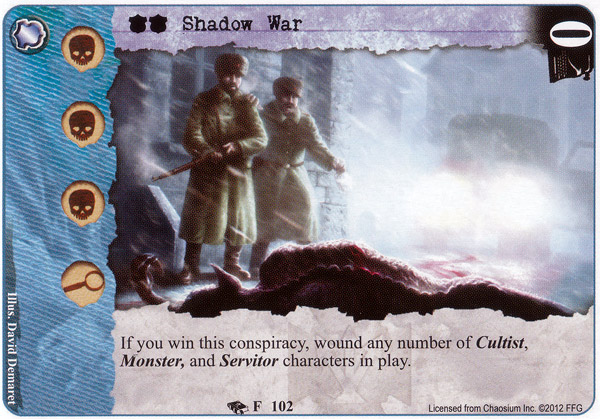 Shadow War
0
If you win this conspiracy, wound any number of Cultist,
Monster, and Servitor characters in play.
Illus. David Demaret
F 102
Licensed from Chaosium Inc. ©2012 FFG